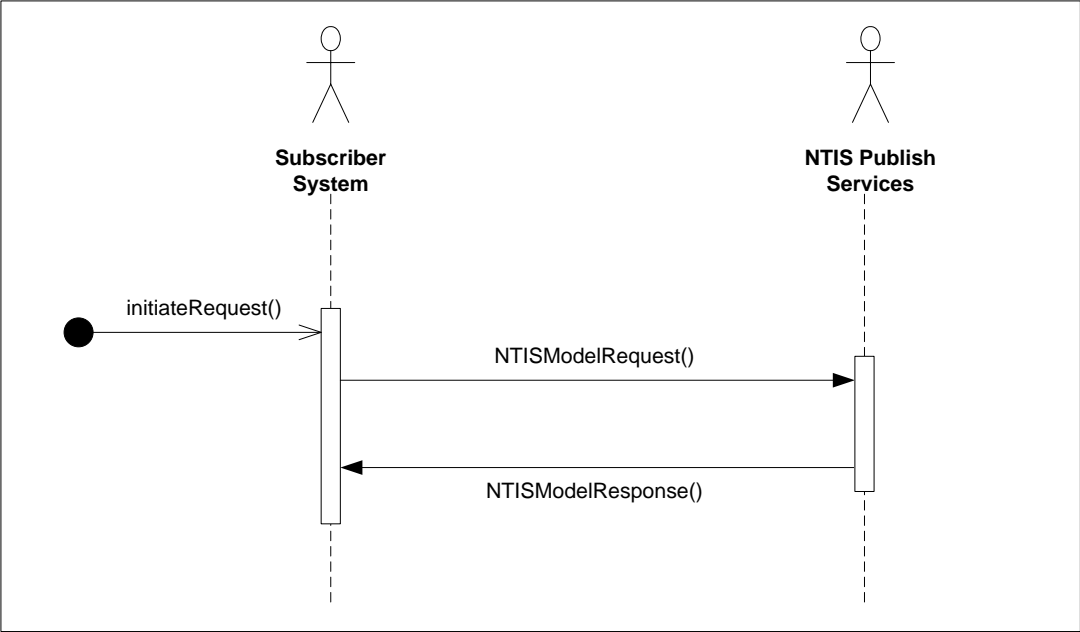 Subscriber
System
NTIS Publish
Services
initiateRequest()
NTISModelRequest()
NTISModelResponse()